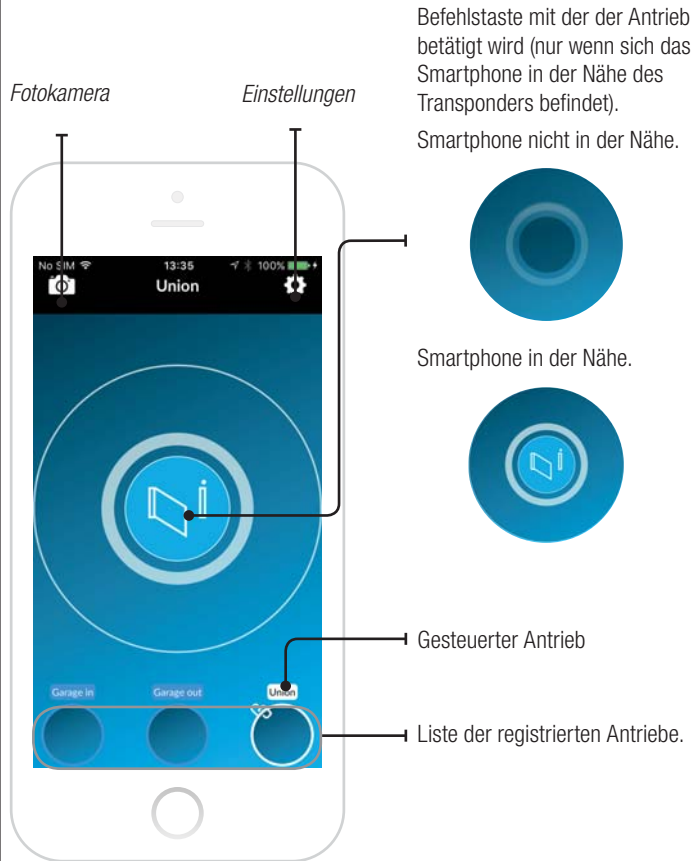 Befehlstaste mit der der Antrieb
betätigt wird (nur wenn sich das
Smartphone in der Nähe des
Transponders befindet).
Fotokamera
Einstellungen
Smartphone nicht in der Nähe.
No SIM 13:35 100%
Union
Smartphone in der Nähe.
Gesteuerter Antrieb
Garage in
Garage out
Union
Liste der registrierten Antriebe.